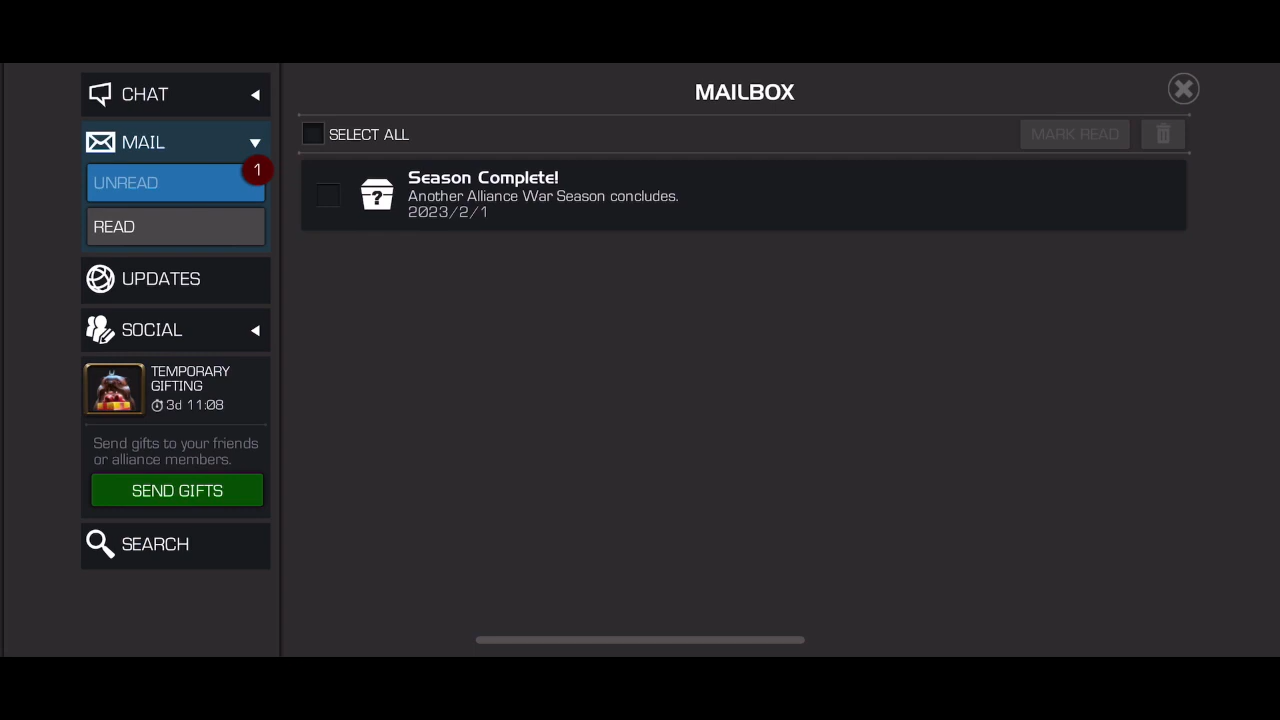 CHAT
MAIL
1
UNREAD
READ
UPDATES
SOCIAL
TEMPORARY
GIFTING
3d 11:08
Send gifts to your friends
or alliance members.
SEND GIFTS
SEARCH
MAILBOX
SELECT ALL
MARK READ
?
Season Complete!
Another Alliance War Season concludes.
2023/2/1